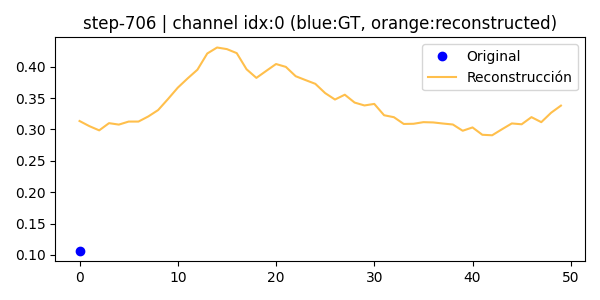 step-706 | channel idx:0 (blue:GT, orange:reconstructed)
Original
Reconstrucción
0.40
0.35
0.30
0.25
0.20
0.15
0.10
0 10 20 30 40 50